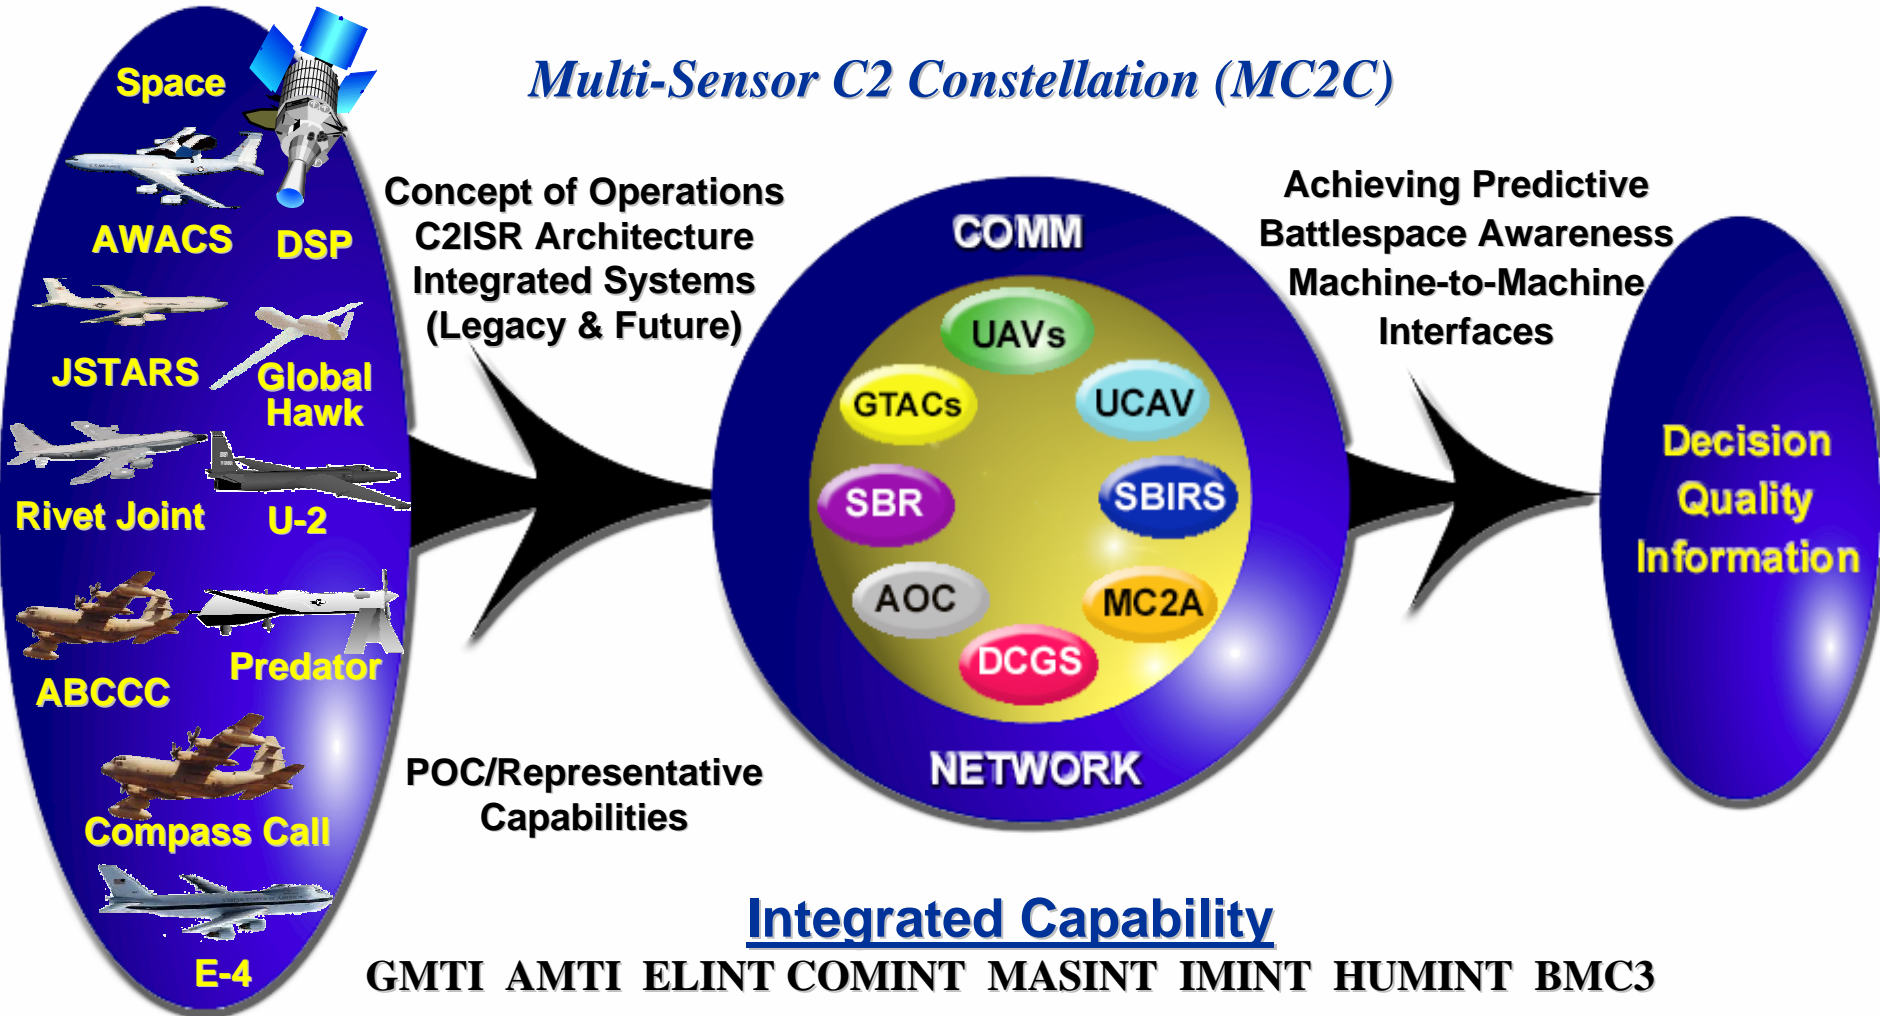 Multi-Sensor C2 Constellation (MC2C)
Space
AWACS
DSP
JSTARS
Global
Hawk
Rivet Joint
U-2
ABCCC
Predator
Compass Call
E-4
Concept of Operations
C2ISR Architecture
Integrated Systems
(Legacy & Future)
POC/Representative
Capabilities
COMM
UAVs
GTACs
UCAV
SBR
SBIRS
AOC
MC2A
DCGS
NETWORK
Achieving Predictive
Battlespace Awareness
Machine-to-Machine
Interfaces
Decision
Quality
Information
Integrated Capability
GMTI AMTI ELINT COMINT MASINT IMINT HUMINT BMC3